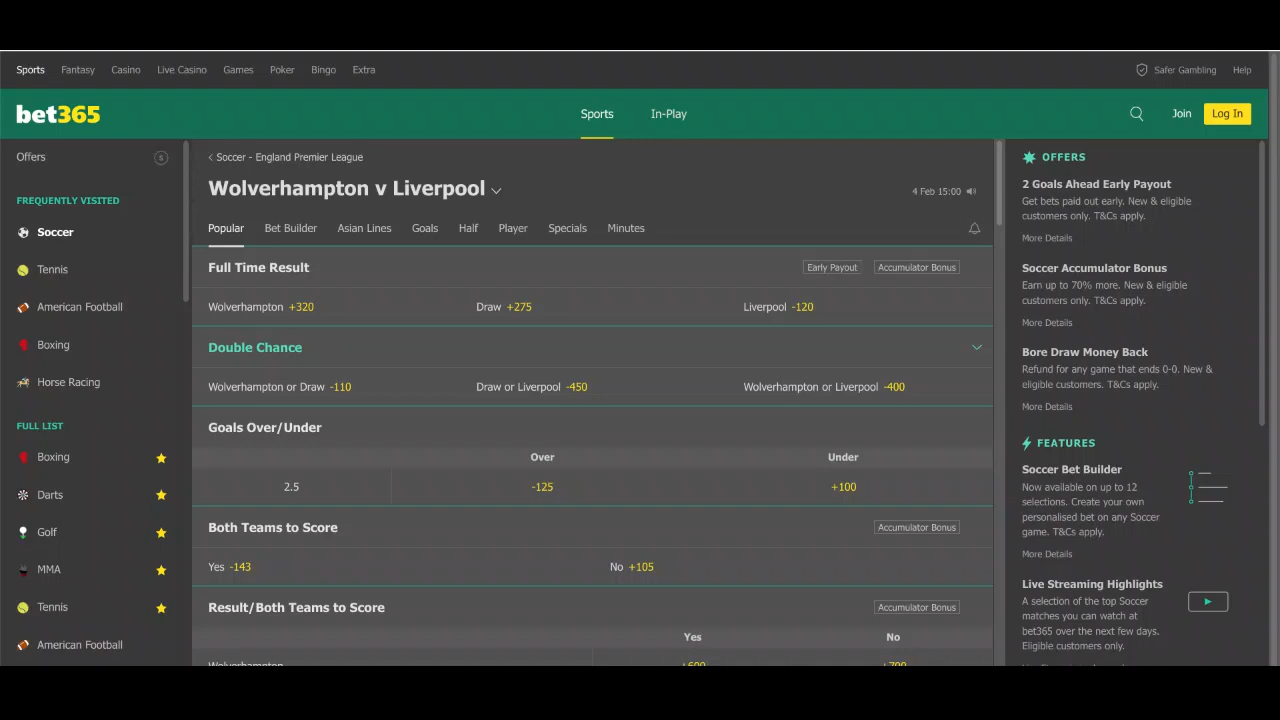 Sports Fantasy Casino Live Casino Games Poker Bingo Extra Safer Gambling Help
bet365 Sports In-Play Join Log In
Offers S
FREQUENTLY VISITED
Soccer
Tennis
American Football
Boxing
Horse Racing
FULL LIST
Boxing
Darts
Golf
MMA
Tennis
American Football
Soccer - England Premier League
Wolverhampton v Liverpool
4 Feb 15:00
Popular Bet Builder Asian Lines Goals Half Player Specials Minutes
Full Time Result Early Payout Accumulator Bonus
Wolverhampton +320 Draw +275 Liverpool -120
Double Chance
Wolverhampton or Draw -110 Draw or Liverpool -450 Wolverhampton or Liverpool -400
Goals Over/Under
Over Under
2.5 -125 +100
Both Teams to Score Accumulator Bonus
Yes -143 No +105
Result/Both Teams to Score Accumulator Bonus
Yes No
Wolverhampton +600 +700
OFFERS
2 Goals Ahead Early Payout
Get bets paid out early. New & eligible
customers only. T&Cs apply.
More Details
Soccer Accumulator Bonus
Earn up to 70% more. New & eligible
customers only. T&Cs apply.
More Details
Bore Draw Money Back
Refund for any game that ends 0-0. New &
eligible customers. T&Cs apply.
More Details
FEATURES
Soccer Bet Builder
Now available on up to 12
selections. Create your own
personalised bet on any Soccer
game. T&Cs apply.
More Details
Live Streaming Highlights
A selection of the top Soccer
matches you can watch at
bet365 over the next few days.
Eligible customers only.